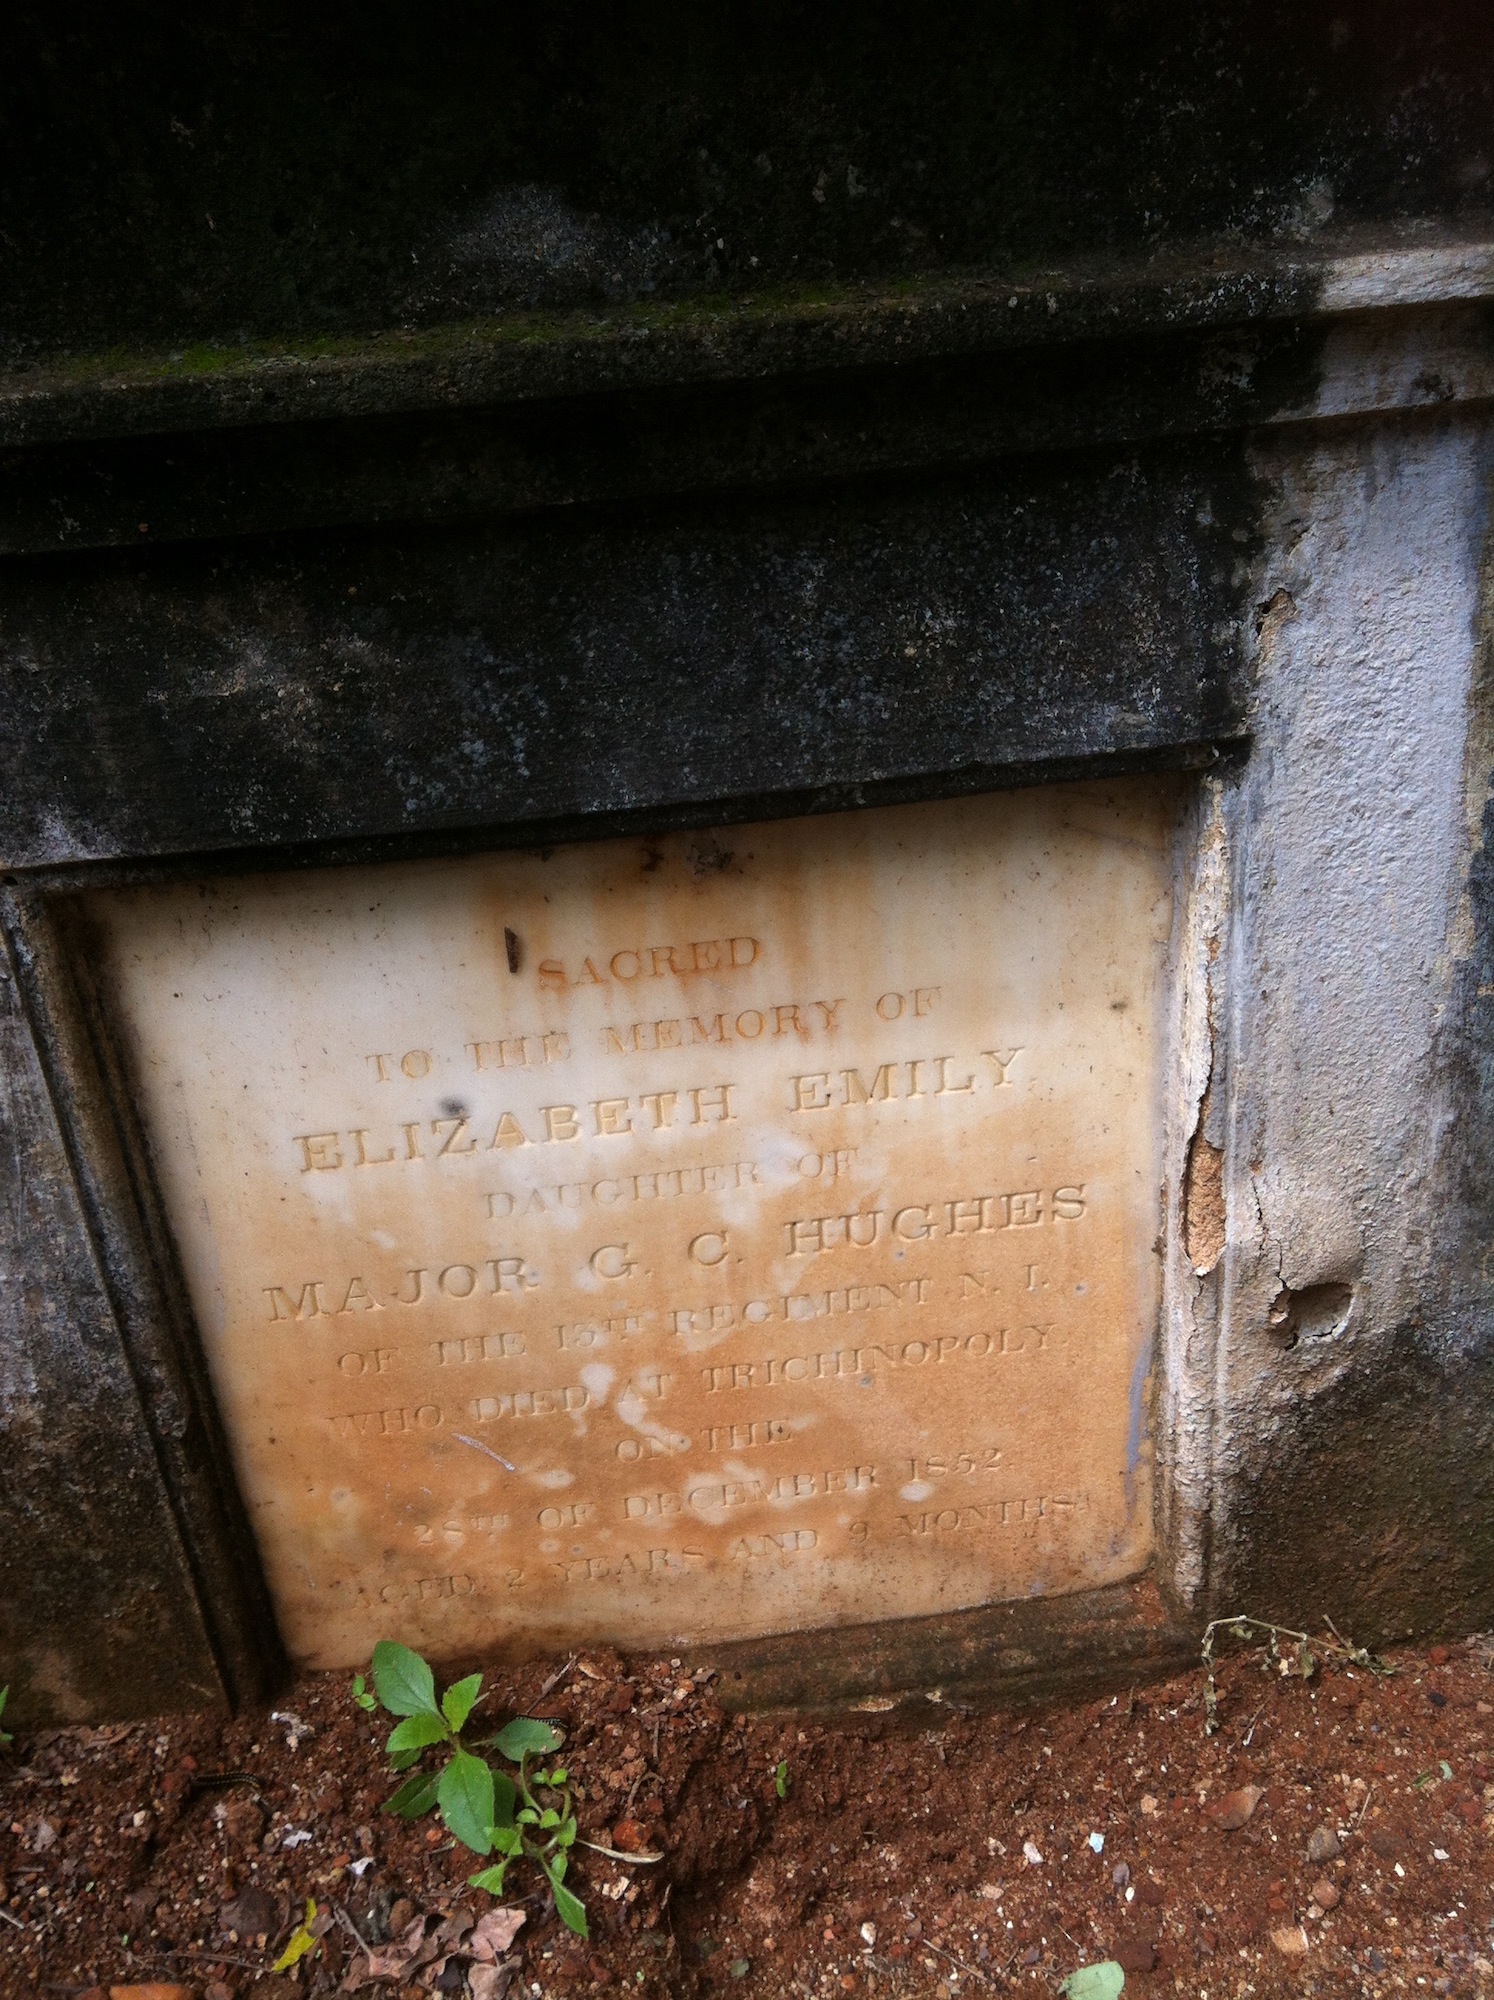 SACRED
TO THE MEMORY OF
ELIZABETH EMILY,
DAUGHTER OF
MAJOR G. C. HUGHES
OF THE 15TH REGIMENT N. I.
WHO DIED AT TRICHINOPOLY.
ON THE
28TH OF DECEMBER 1852.
AGED 2 YEARS AND 9 MONTHS.